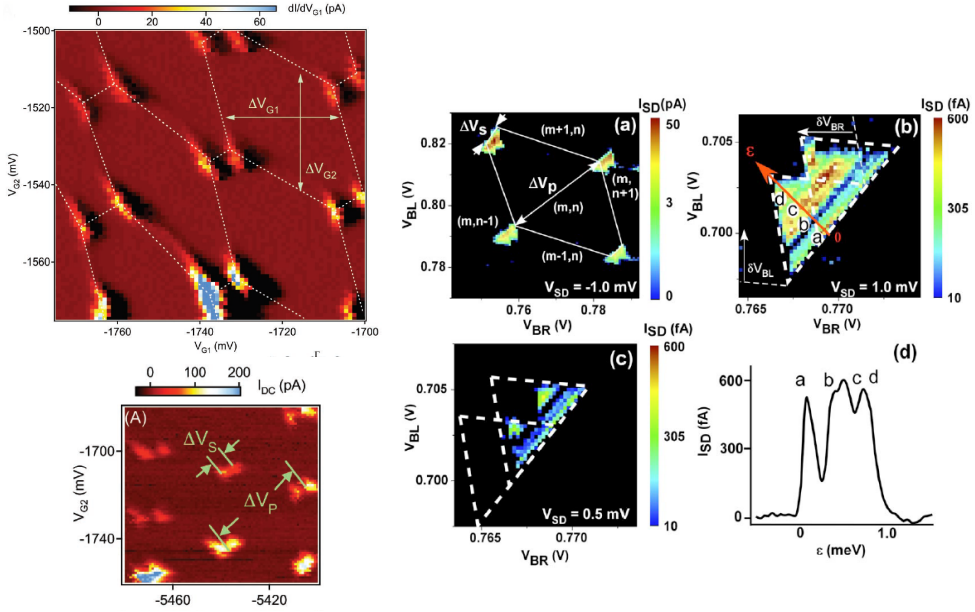 dI/dV_G1 (pA)
0 20 40 60
-1500
-1520
-1540
-1560
V_G2 (mV)
ΔV_G1
ΔV_G2
-1760 -1740 -1720 -1700
V_G1 (mV)
I_DC (pA)
0 100 200
(A)
-1700
-1740
V_G2 (mV)
ΔV_S
ΔV_P
-5460 -5420
I_SD(pA)
50
3
0
(a)
ΔV_s
(m+1,n)
ΔV_p
(m,
n+1)
(m,n)
(m,n-1)
(m-1,n)
V_SD = -1.0 mV
0.82
0.80
0.78
V_BL (V)
0.76 0.78
V_BR (V)
I_SD (fA)
600
305
10
(b)
δV_BR
ε
d
c
b
a
0
δV_BL
V_SD = 1.0 mV
0.705
0.700
V_BL (V)
0.765 0.770
V_BR (V)
I_SD (fA)
600
305
10
(c)
V_SD = 0.5 mV
0.705
0.700
V_BL (V)
0.765 0.770
V_BR (V)
(d)
a b c d
600
300
0
I_SD (fA)
0 1.0
ε (meV)